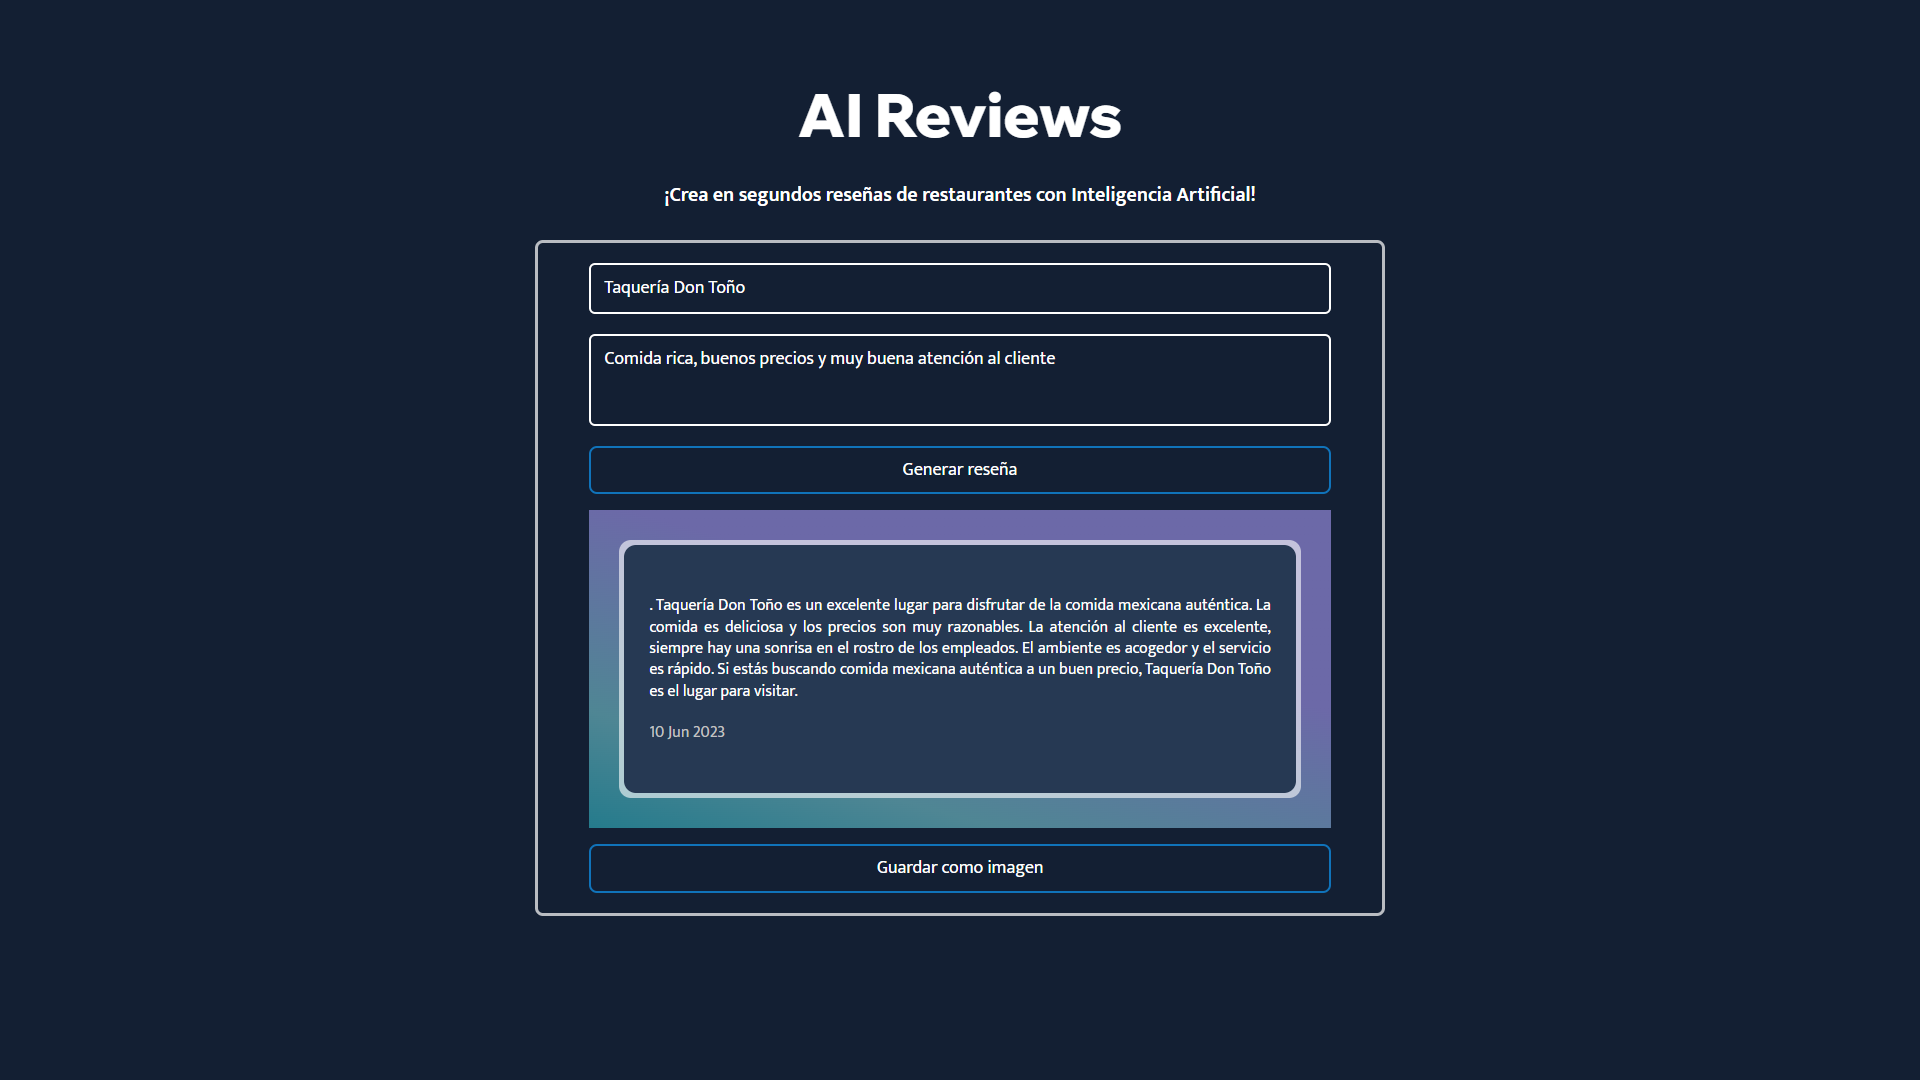 AI Reviews
¡Crea en segundos reseñas de restaurantes con Inteligencia Artificial!
Taquería Don Toño
Comida rica, buenos precios y muy buena atención al cliente
Generar reseña
. Taquería Don Toño es un excelente lugar para disfrutar de la comida mexicana auténtica. La
comida es deliciosa y los precios son muy razonables. La atención al cliente es excelente,
siempre hay una sonrisa en el rostro de los empleados. El ambiente es acogedor y el servicio
es rápido. Si estás buscando comida mexicana auténtica a un buen precio, Taquería Don Toño
es el lugar para visitar.
10 Jun 2023
Guardar como imagen